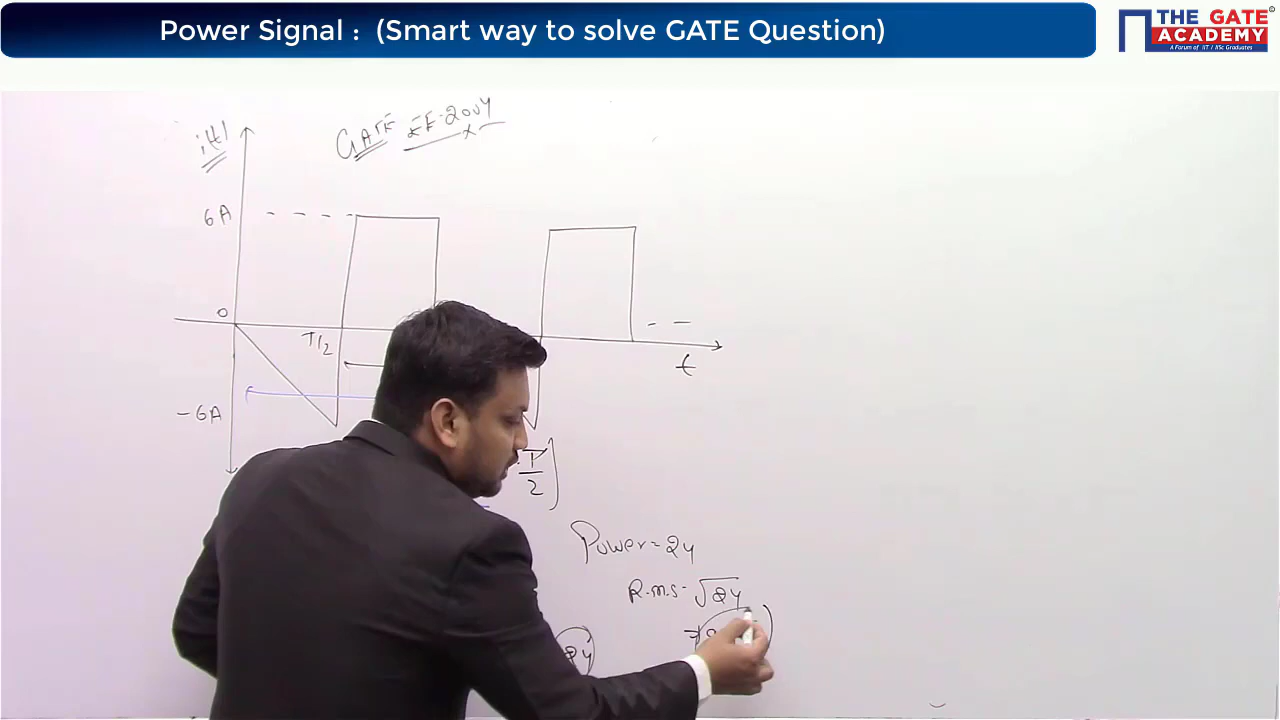 Power Signal : (Smart way to solve GATE Question)
THE GATE
ACADEMY
A Forum of IIT / IISc Graduates
i(t)
GATE EE-2004
6A
0
T/2
t
-6A
T/2
Power=24
R.m.s= √24
24